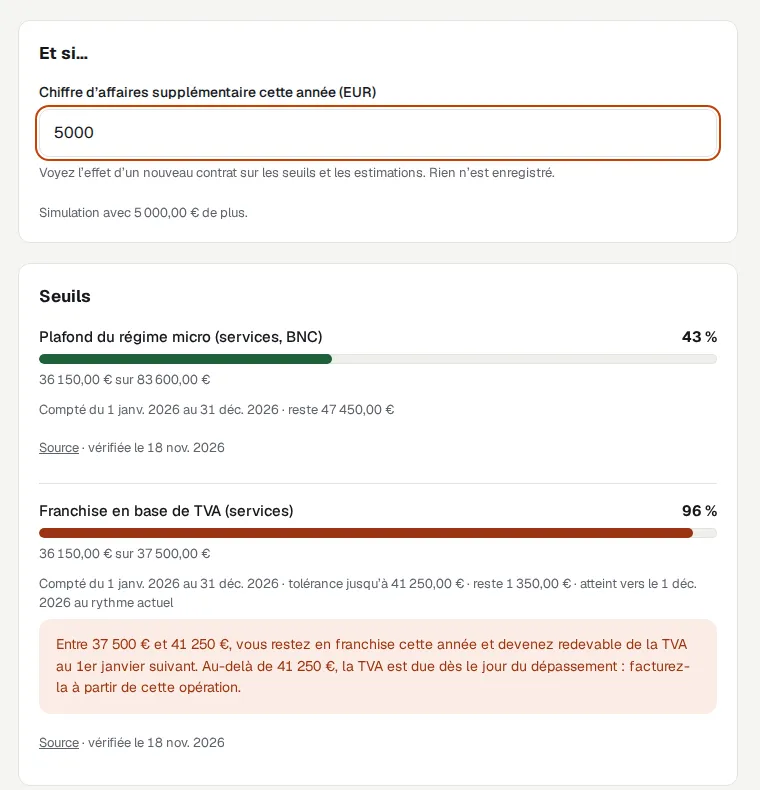 Et si…
Chiffre d’affaires supplémentaire cette année (EUR)
5000
Voyez l’effet d’un nouveau contrat sur les seuils et les estimations. Rien n’est enregistré.
Simulation avec 5 000,00 € de plus.
Seuils
Plafond du régime micro (services, BNC) 43 %
36 150,00 € sur 83 600,00 €
Compté du 1 janv. 2026 au 31 déc. 2026 · reste 47 450,00 €
Source · vérifiée le 18 nov. 2026
Franchise en base de TVA (services) 96 %
36 150,00 € sur 37 500,00 €
Compté du 1 janv. 2026 au 31 déc. 2026 · tolérance jusqu’à 41 250,00 € · reste 1 350,00 € · atteint vers le 1 déc.
2026 au rythme actuel
Entre 37 500 € et 41 250 €, vous restez en franchise cette année et devenez redevable de la TVA
au 1er janvier suivant. Au-delà de 41 250 €, la TVA est due dès le jour du dépassement : facturez-
la à partir de cette opération.
Source · vérifiée le 18 nov. 2026